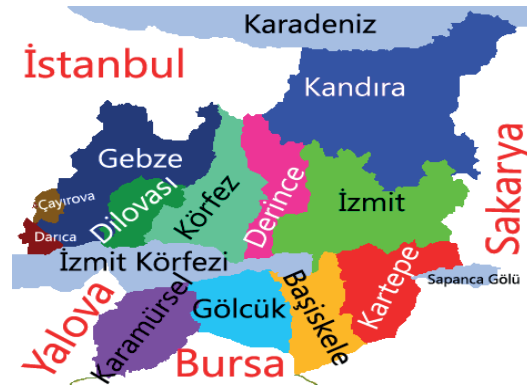 Karadeniz
İstanbul
Kandıra
Sakarya
Gebze
Çayırova
Dilovası
Körfez
Derince
İzmit
Darıca
İzmit Körfezi
Sapanca Gölü
Yalova
Karamürsel
Gölcük
Başiskele
Kartepe
Bursa